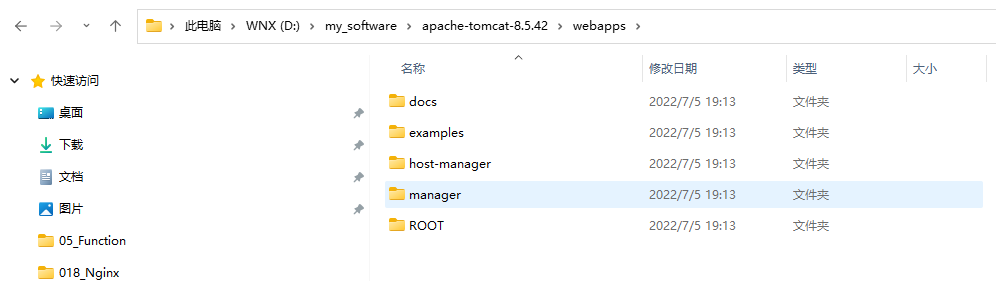 此电脑 WNX (D:) my_software apache-tomcat-8.5.42 webapps
快速访问
桌面
下载
文档
图片
05_Function
018_Nginx
名称 修改日期 类型 大小
docs 2022/7/5 19:13 文件夹
examples 2022/7/5 19:13 文件夹
host-manager 2022/7/5 19:13 文件夹
manager 2022/7/5 19:13 文件夹
ROOT 2022/7/5 19:13 文件夹